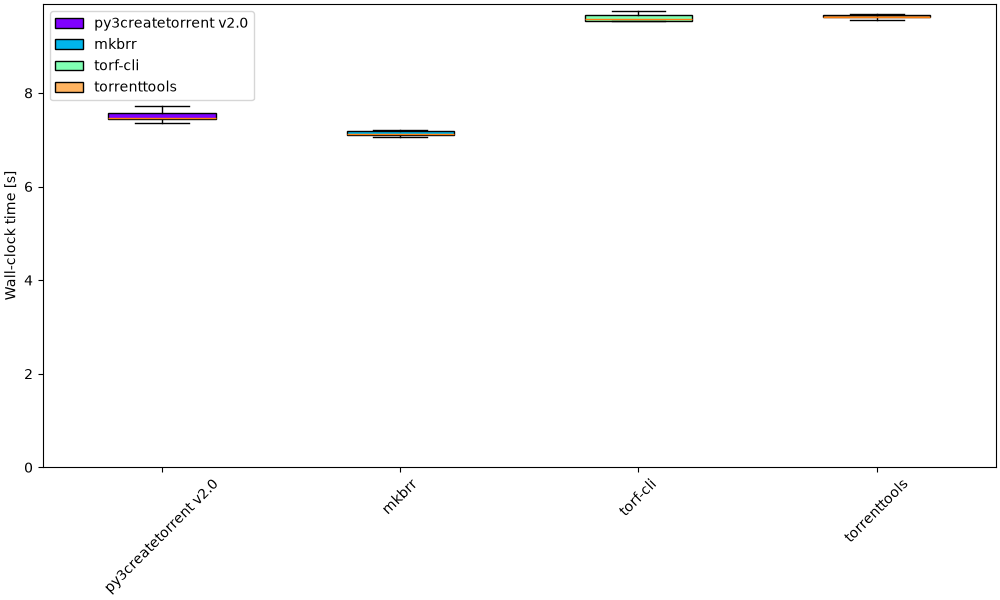 py3createtorrent v2.0
mkbrr
torf-cli
torrenttools
Wall-clock time [s]
8
6
4
2
0
py3createtorrent v2.0
mkbrr
torf-cli
torrenttools